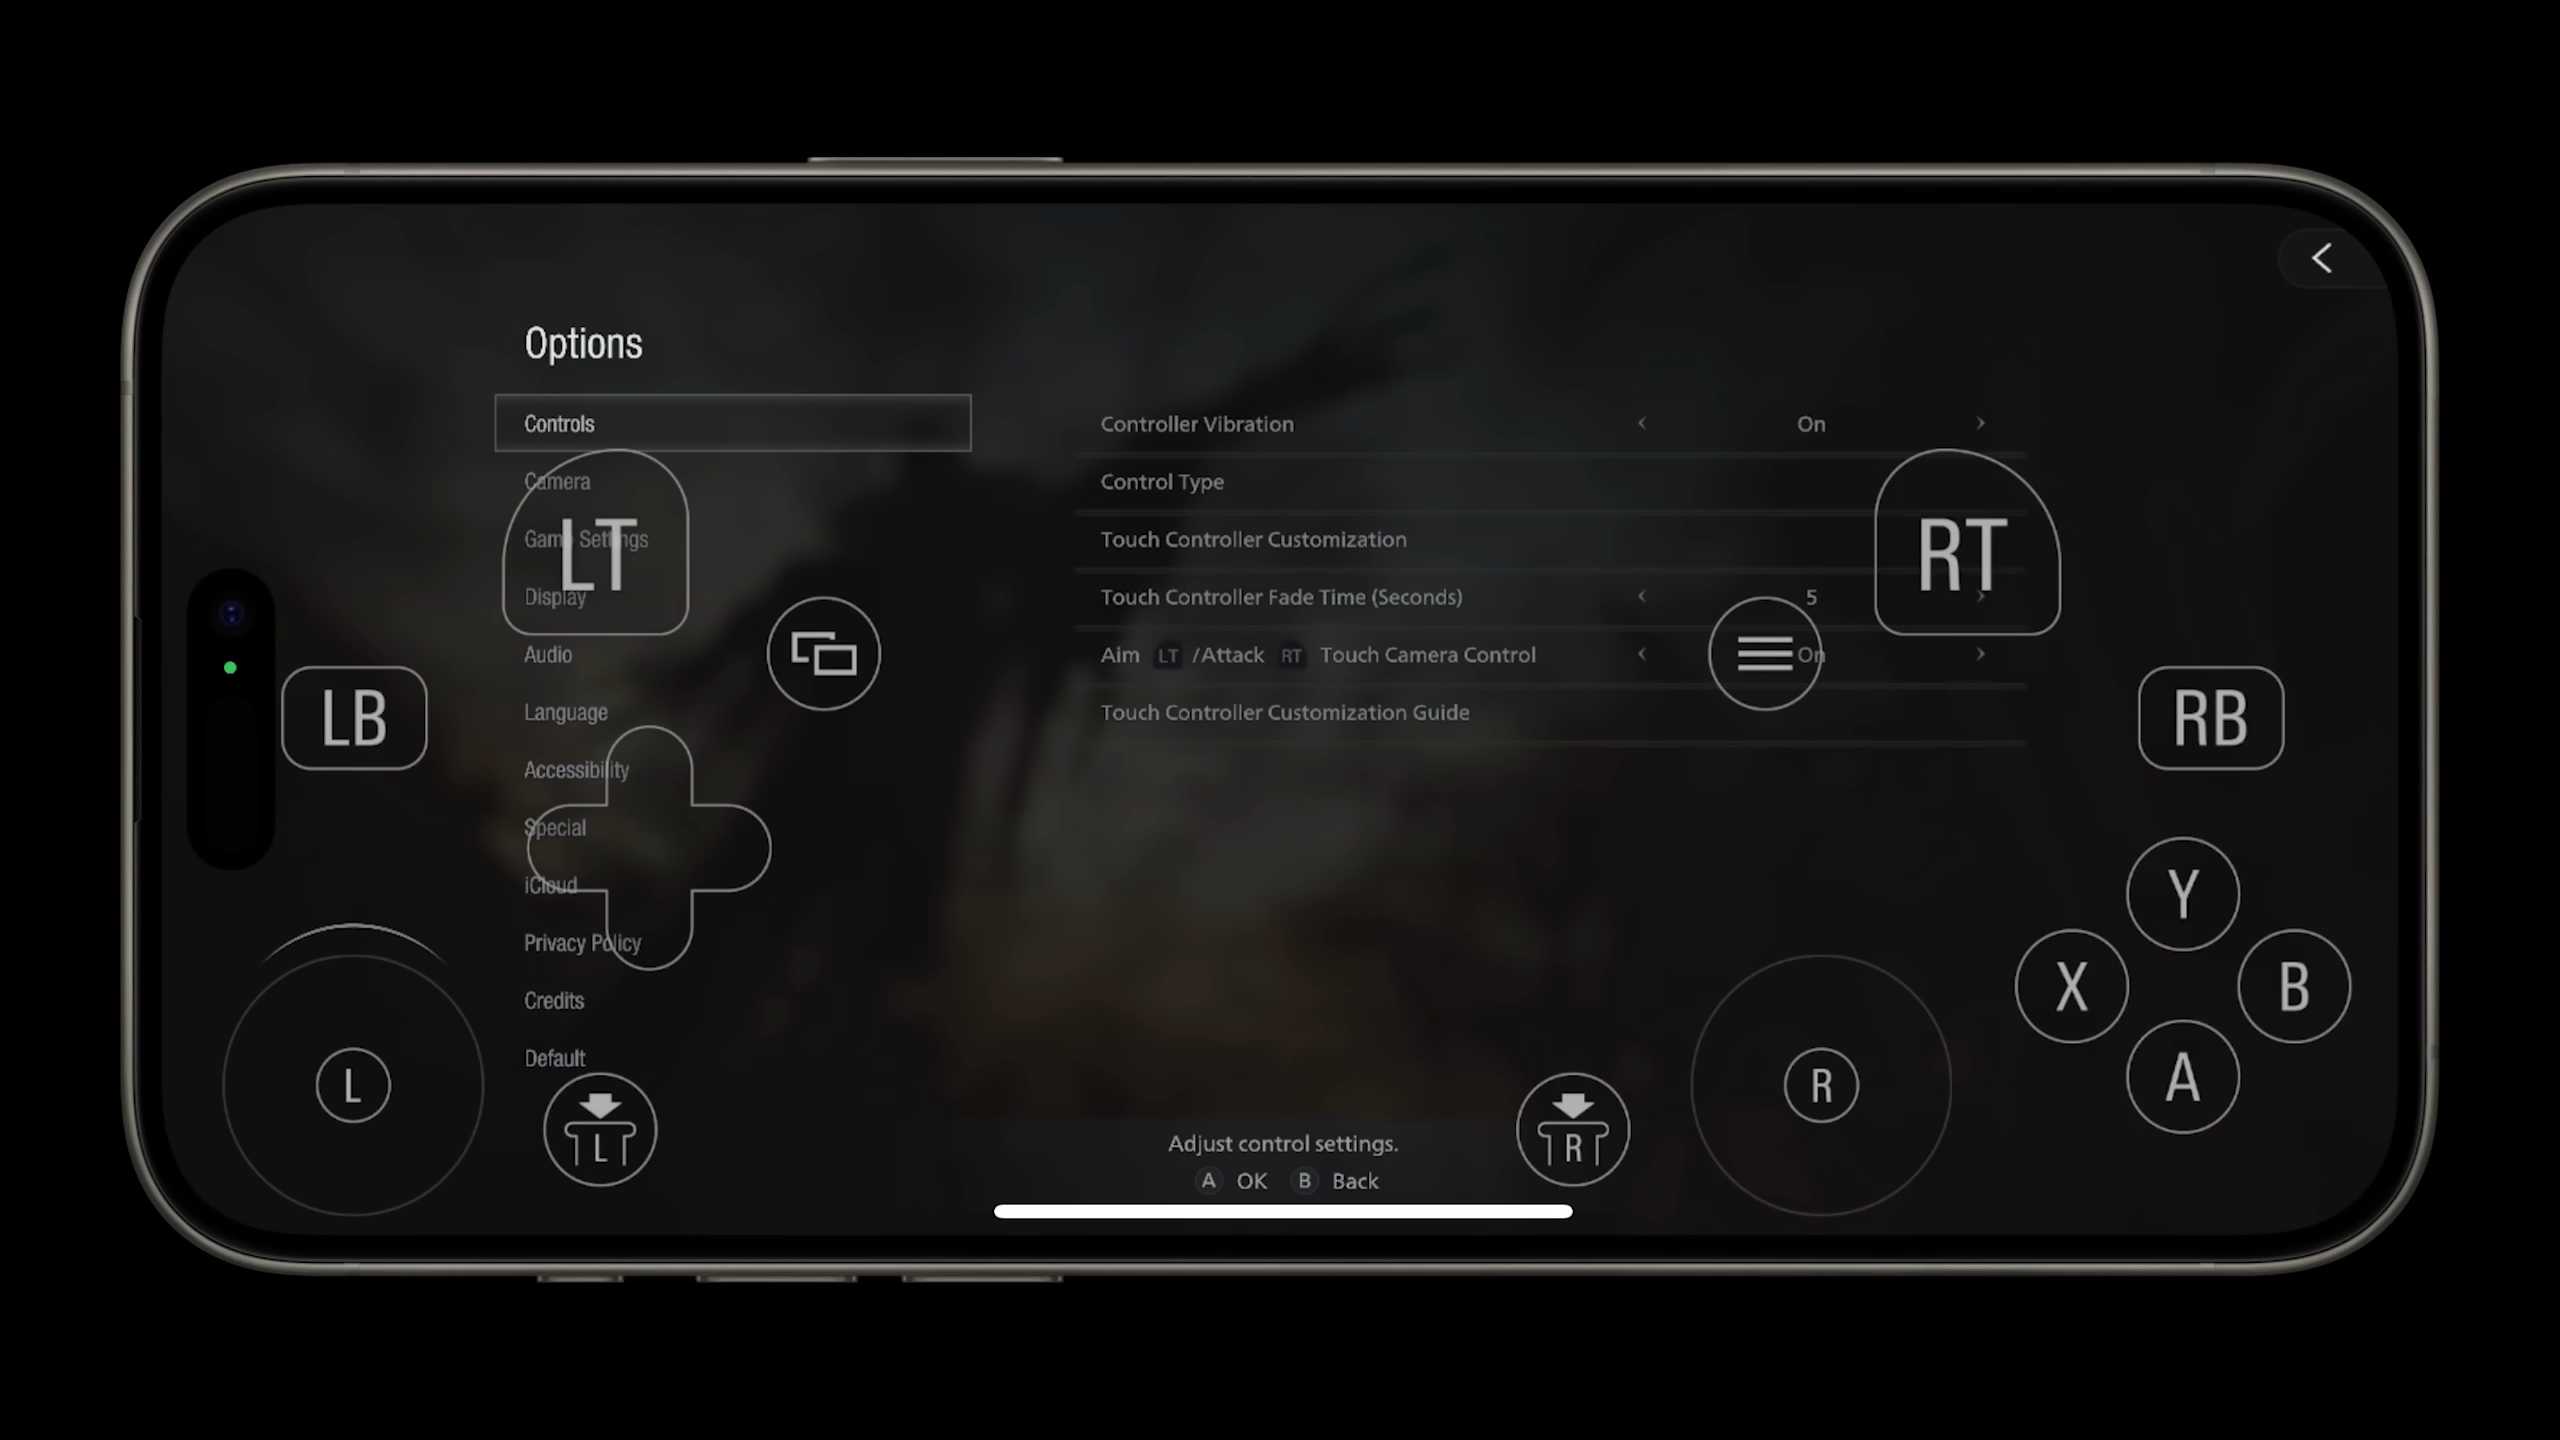 Options
Controls
Camera
Game Settings
Display
Audio
Language
Accessibility
Special
iCloud
Privacy Policy
Credits
Default
Controller Vibration < On >
Control Type
Touch Controller Customization
Touch Controller Fade Time (Seconds) < 5 >
Aim LT /Attack RT Touch Camera Control < On >
Touch Controller Customization Guide
LT
RT
LB
RB
Y
X
B
A
L
R
L
R
Adjust control settings.
A OK B Back